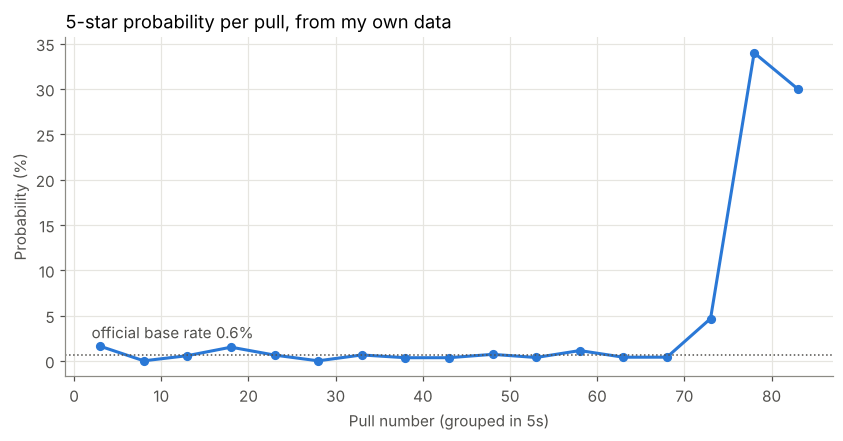 5-star probability per pull, from my own data
Probability (%)
35
30
25
20
15
10
5
0
official base rate 0.6%
0 10 20 30 40 50 60 70 80
Pull number (grouped in 5s)